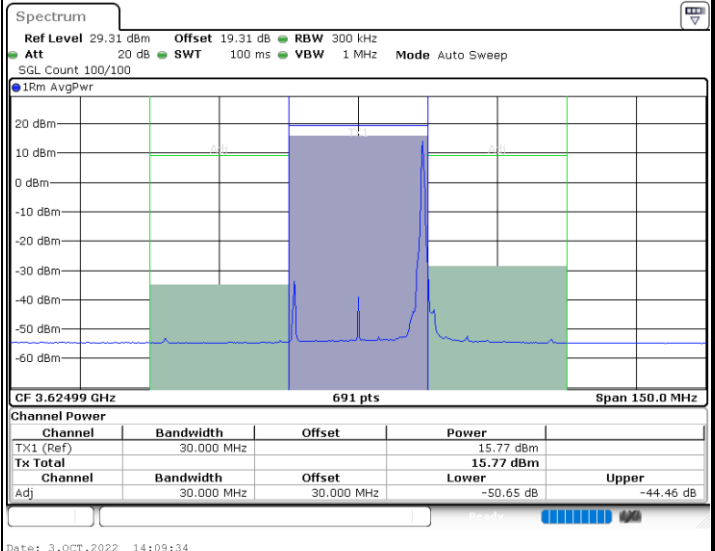 Spectrum
Ref Level 29.31 dBm Offset 19.31 dB RBW 300 kHz
Att 20 dB SWT 100 ms VBW 1 MHz Mode Auto Sweep
SGL Count 100/100
1Rm AvgPwr
20 dBm
TX1
Adj Adj
10 dBm
0 dBm
-10 dBm
-20 dBm
-30 dBm
-40 dBm
-50 dBm
-60 dBm
CF 3.62499 GHz 691 pts Span 150.0 MHz
Channel Power
Channel Bandwidth Offset Power
TX1 (Ref) 30.000 MHz 15.77 dBm
Tx Total 15.77 dBm
Channel Bandwidth Offset Lower Upper
Adj 30.000 MHz 30.000 MHz -50.65 dB -44.46 dB
Ready
Date: 3.OCT.2022 14:09:34